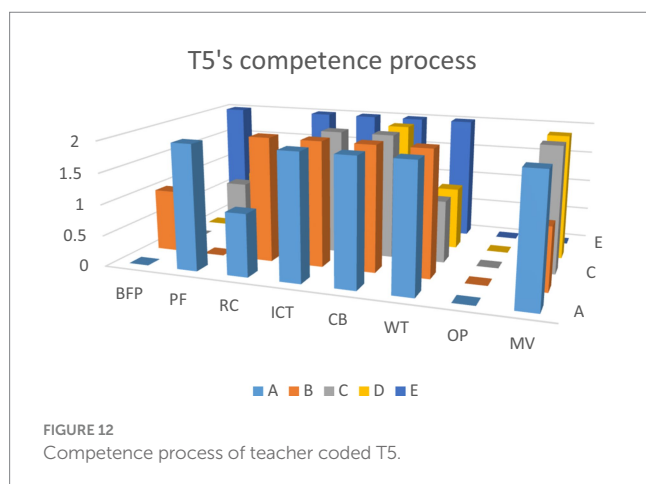 T5's competence process
2
1.5
1
0.5
0
BFP PF RC ICT CB WT OP MV
E
C
A
A B C D E
FIGURE 12
Competence process of teacher coded T5.